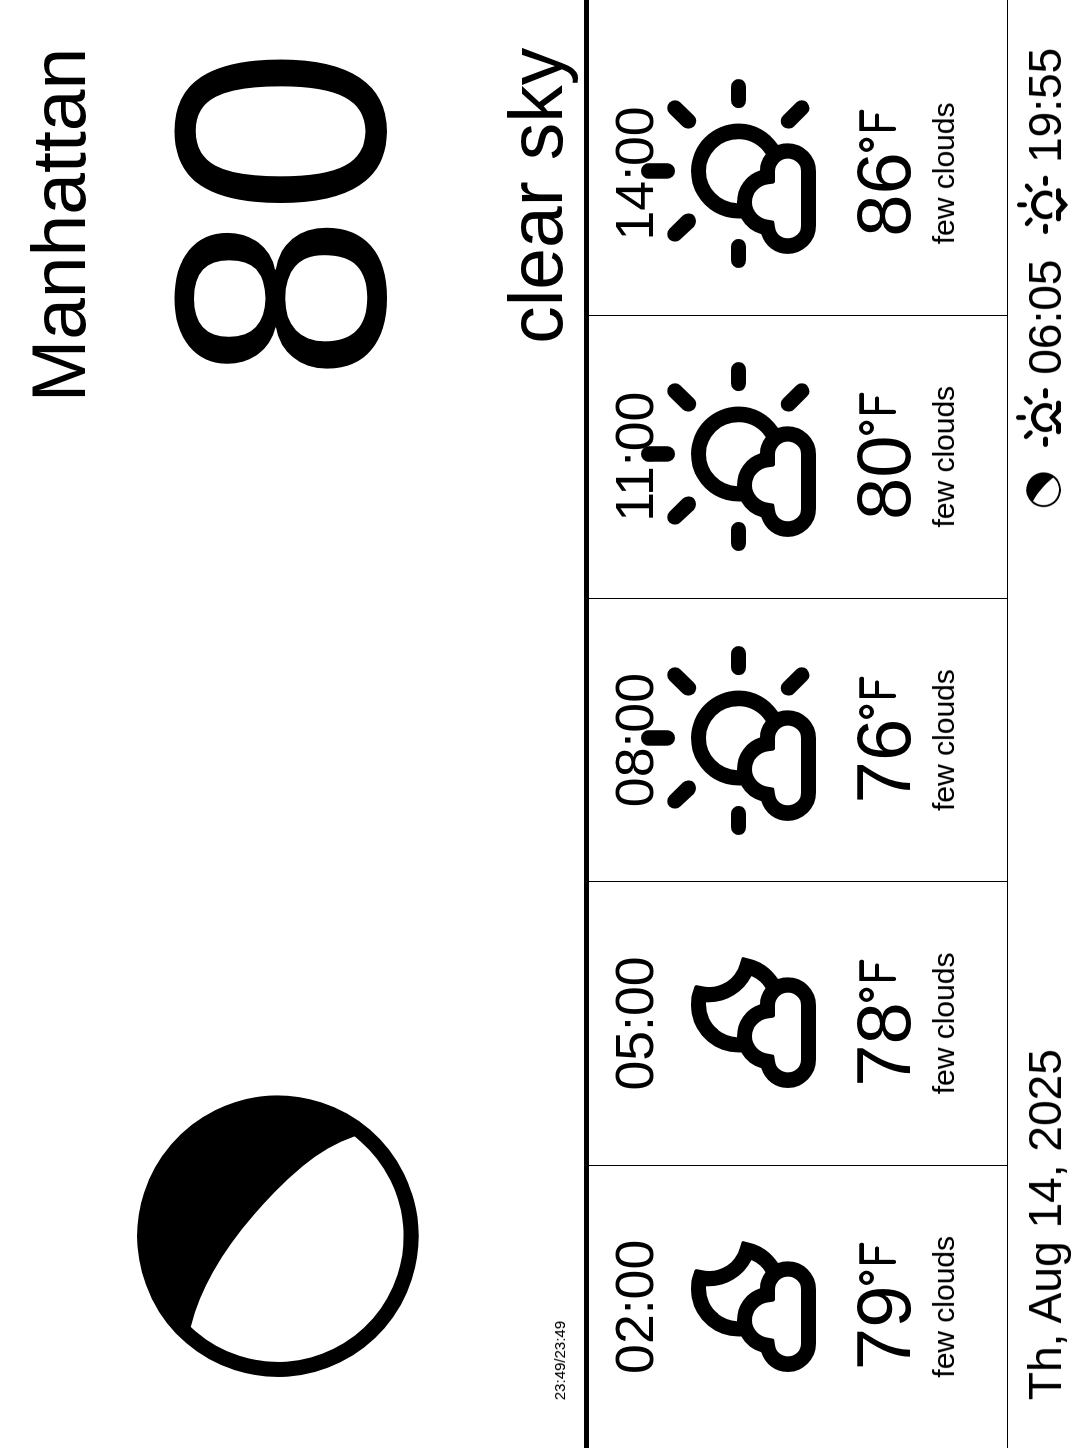 Manhattan
80
clear sky
23:49/23:49
02:00
79°F
few clouds
05:00
78°F
few clouds
08:00
76°F
few clouds
11:00
80°F
few clouds
14:00
86°F
few clouds
Th, Aug 14, 2025
06:05
19:55